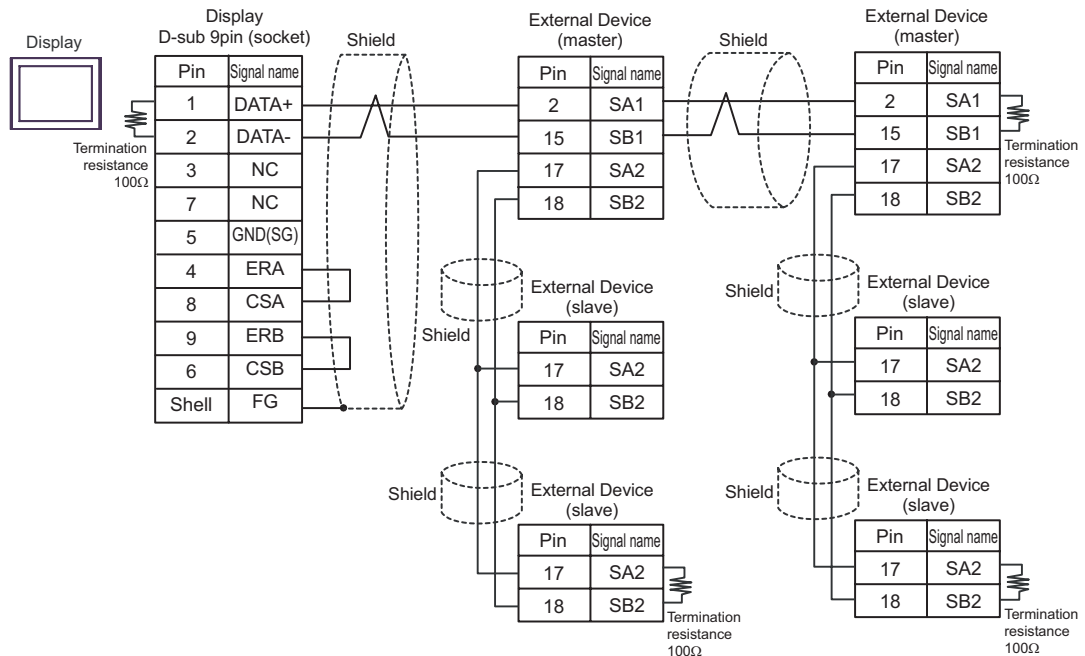 Display
Display
D-sub 9pin (socket)
Pin Signal name
1 DATA+
2 DATA-
3 NC
7 NC
5 GND(SG)
4 ERA
8 CSA
9 ERB
6 CSB
Shell FG
Termination
resistance
100Ω
Shield
External Device
(master)
Pin Signal name
2 SA1
15 SB1
17 SA2
18 SB2
Shield
External Device
(master)
Pin Signal name
2 SA1
15 SB1
17 SA2
18 SB2
Termination
resistance
100Ω
Shield
External Device
(slave)
Pin Signal name
17 SA2
18 SB2
Shield
External Device
(slave)
Pin Signal name
17 SA2
18 SB2
Shield
External Device
(slave)
Pin Signal name
17 SA2
18 SB2
Termination
resistance
100Ω
Shield
External Device
(slave)
Pin Signal name
17 SA2
18 SB2
Termination
resistance
100Ω